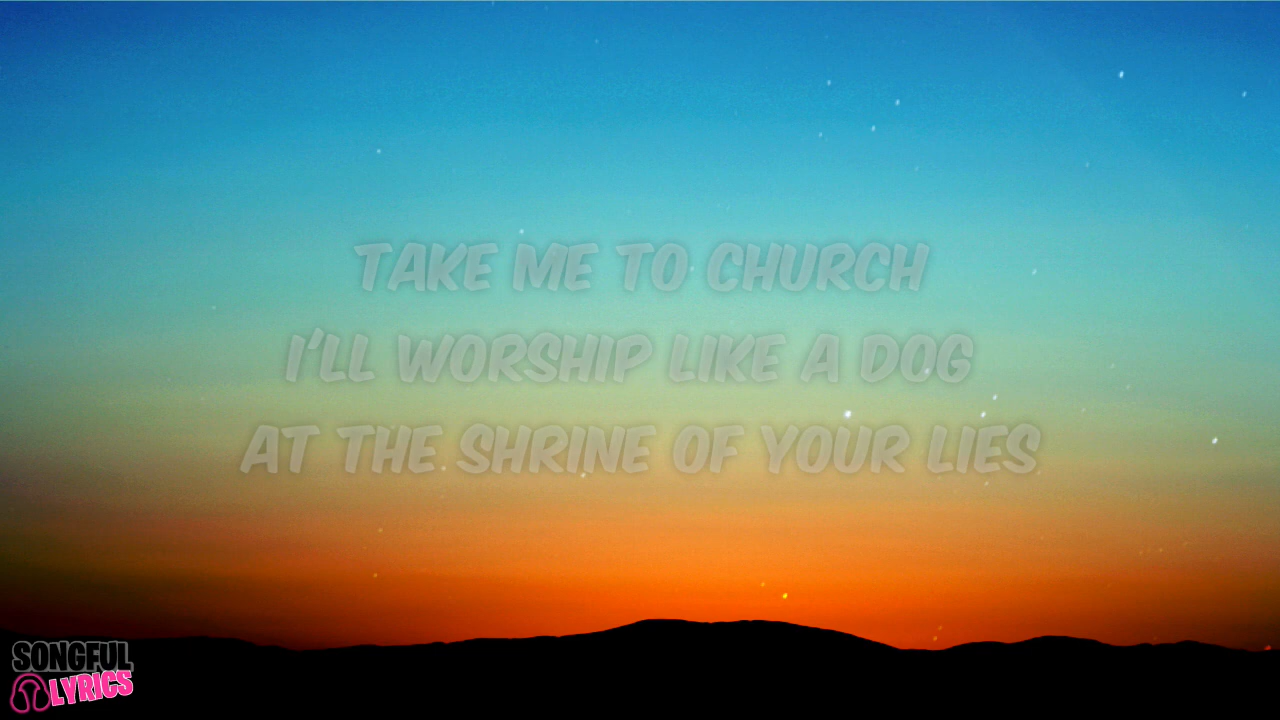 TAKE ME TO CHURCH
I'LL WORSHIP LIKE A DOG
AT THE SHRINE OF YOUR LIES
SONGFUL
LYRICS